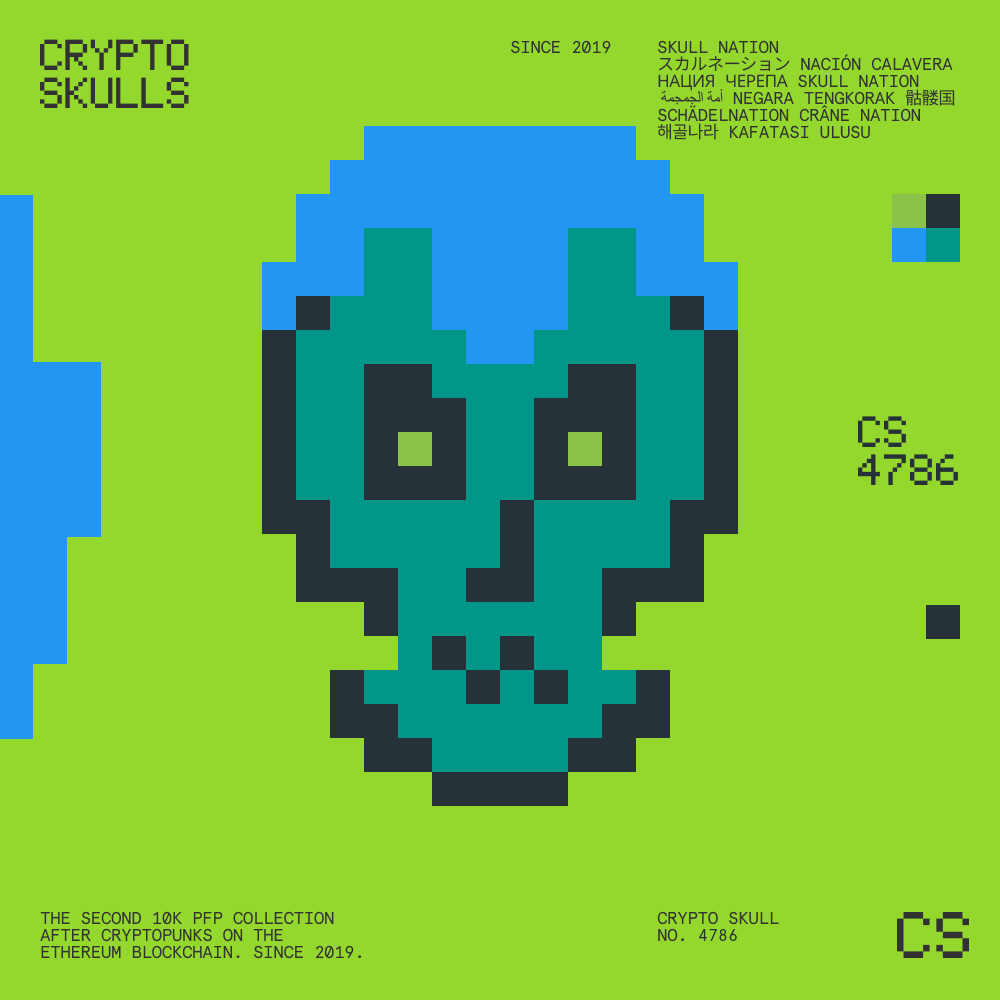 CRYPTO
SKULLS
SINCE 2019
SKULL NATION
スカルネーション NACIÓN CALAVERA
НАЦИЯ ЧЕРЕПА SKULL NATION
أمة الجمجمة NEGARA TENGKORAK 骷髅国
SCHÄDELNATION CRÂNE NATION
해골나라 KAFATASI ULUSU
CS
4786
THE SECOND 10K PFP COLLECTION
AFTER CRYPTOPUNKS ON THE
ETHEREUM BLOCKCHAIN. SINCE 2019.
CRYPTO SKULL
NO. 4786
CS